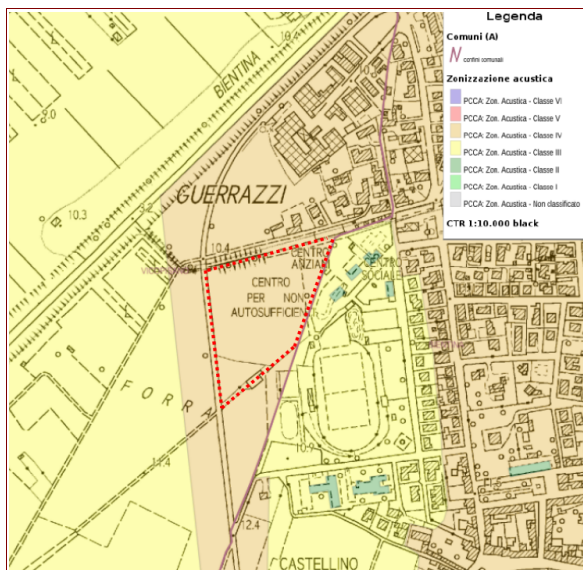 Legenda
Comuni (A)
confini comunali
Zonizzazione acustica
PCCA: Zon. Acustica - Classe VI
PCCA: Zon. Acustica - Classe V
PCCA: Zon. Acustica - Classe IV
PCCA: Zon. Acustica - Classe III
PCCA: Zon. Acustica - Classe II
PCCA: Zon. Acustica - Classe I
PCCA: Zon. Acustica - Non classificato
CTR 1:10.000 black
BIENTINA
9.0
10.3
GUERRAZZI
10.4
CENTRO
ANZIANI
CENTRO
SOCIALE
CENTRO
PER NON
AUTOSUFFICIENTI
FORRA
12.4
CASTELLINO